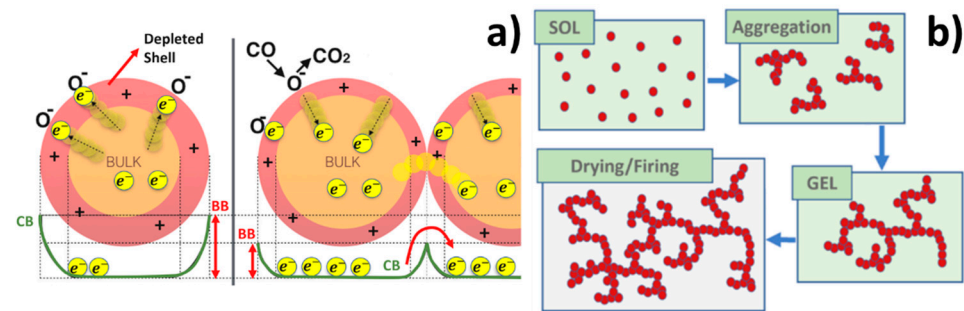 Depleted
Shell
O-
O-
O-
e-
e-
e-
+
+
+
+
BULK
e-
e-
CB
BB
e-
e-
CO
CO2
O-
O-
e-
e-
e-
e-
+
+
+
+
+
BULK
e-
e-
e-
e-
BB
CB
e-
e-
e-
e-
e-
e-
e-
a)
b)
SOL
Aggregation
GEL
Drying/Firing